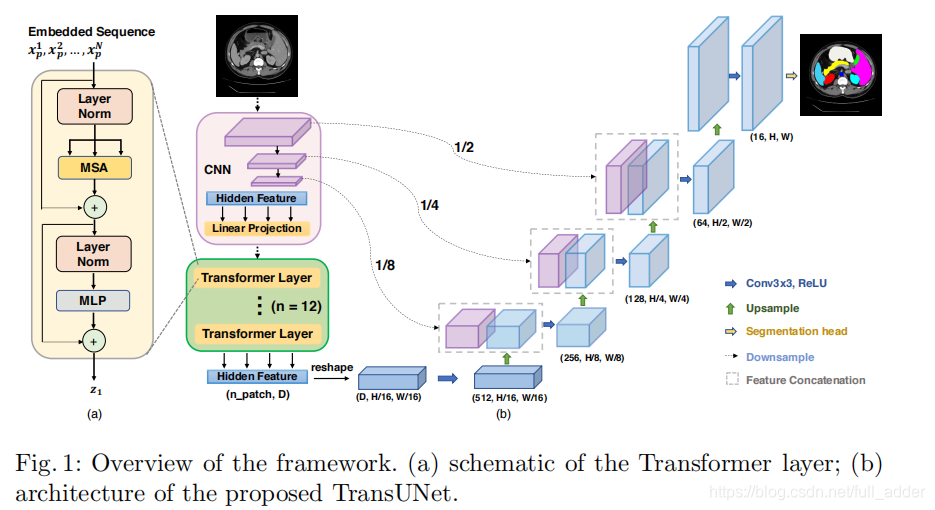 Embedded Sequence
x_p^1, x_p^2, ..., x_p^N
Layer
Norm
MSA
+
Layer
Norm
MLP
+
z_1
(a)
CNN
Hidden Feature
Linear Projection
Transformer Layer
(n = 12)
Transformer Layer
Hidden Feature
(n_patch, D)
reshape
(D, H/16, W/16)
(512, H/16, W/16)
(b)
1/2
1/4
1/8
(256, H/8, W/8)
(128, H/4, W/4)
(64, H/2, W/2)
(16, H, W)
Conv3x3, ReLU
Upsample
Segmentation head
Downsample
Feature Concatenation
Fig. 1: Overview of the framework. (a) schematic of the Transformer layer; (b)
architecture of the proposed TransUNet.
https://blog.csdn.net/full_adder